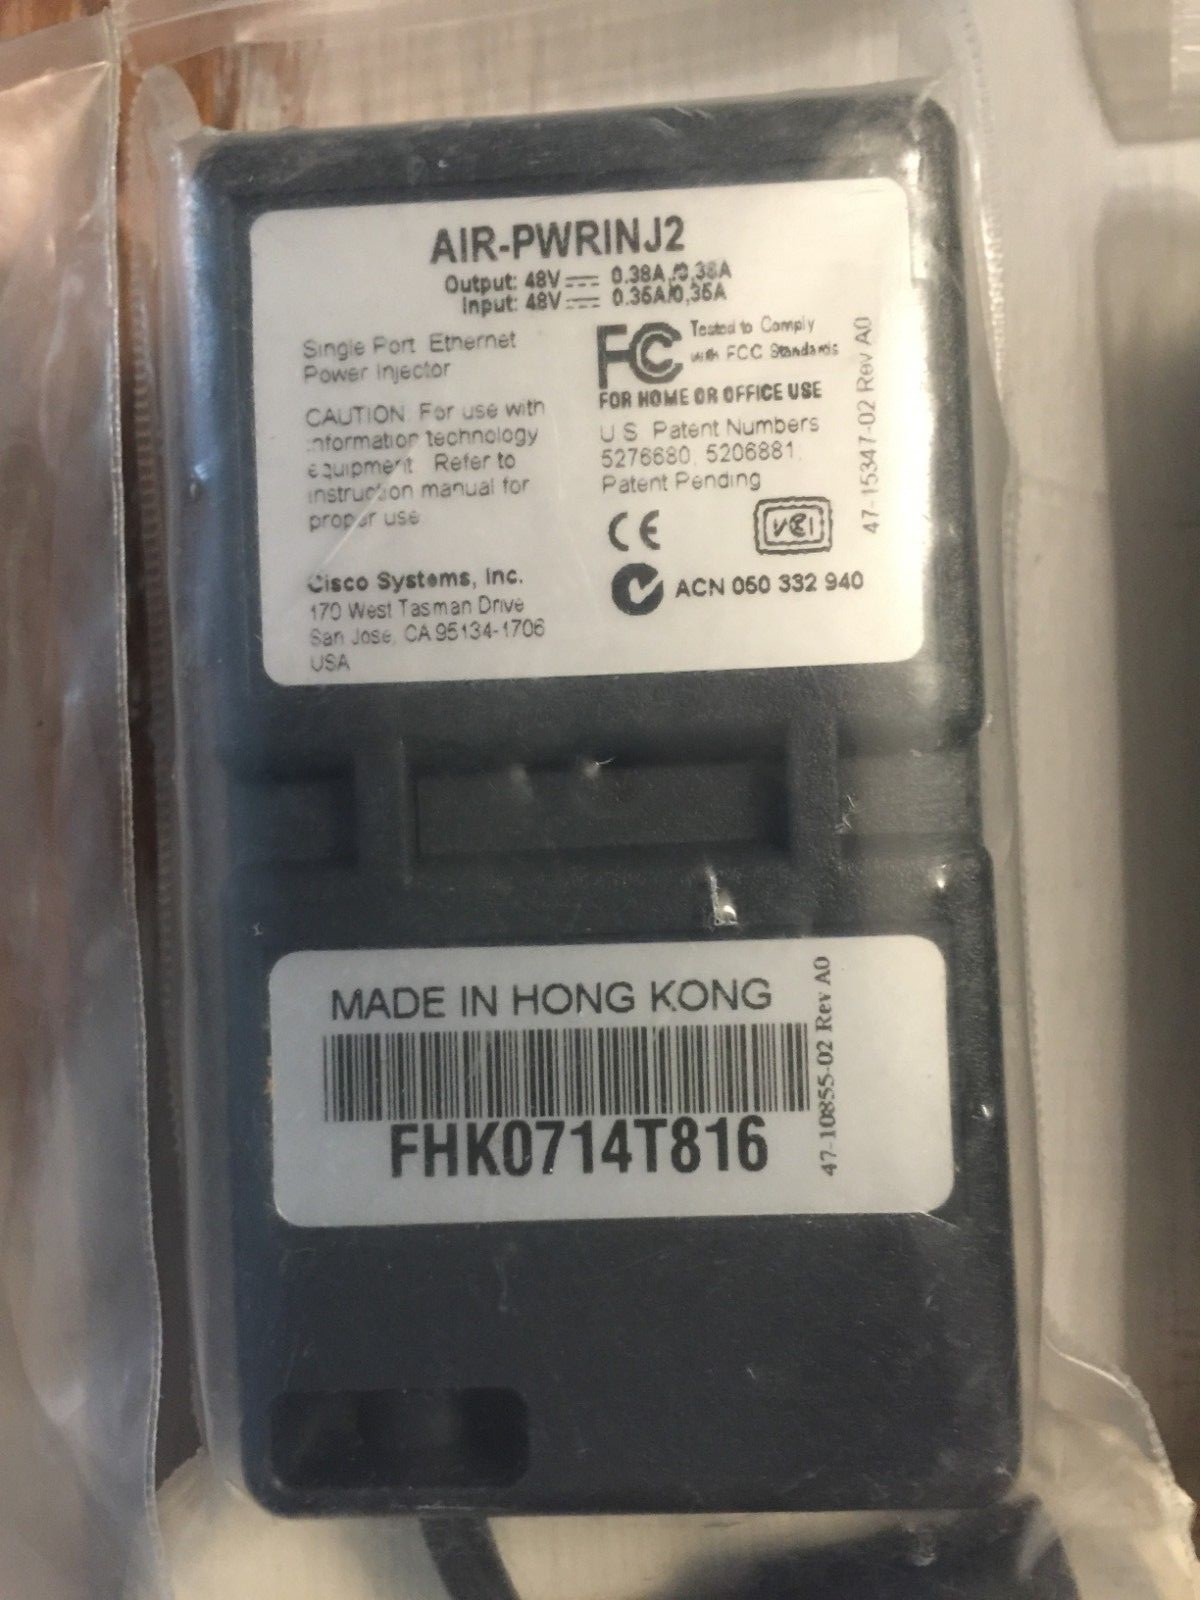 AIR-PWRINJ2
Output: 48V 0.38A/0,38A
Input: 48V 0.35A/0,35A
Single Port Ethernet
Power Injector
CAUTION For use with
information technology
equipment Refer to
instruction manual for
proper use
Cisco Systems, Inc.
170 West Tasman Drive
San Jose, CA 95134-1706
USA
FC Tested to Comply
with FCC Standards
FOR HOME OR OFFICE USE
U S Patent Numbers
5276680, 5206881,
Patent Pending
CE
ACN 050 332 940
47-15347-02 Rev A0
MADE IN HONG KONG
FHK0714T816
47-10855-02 Rev A0